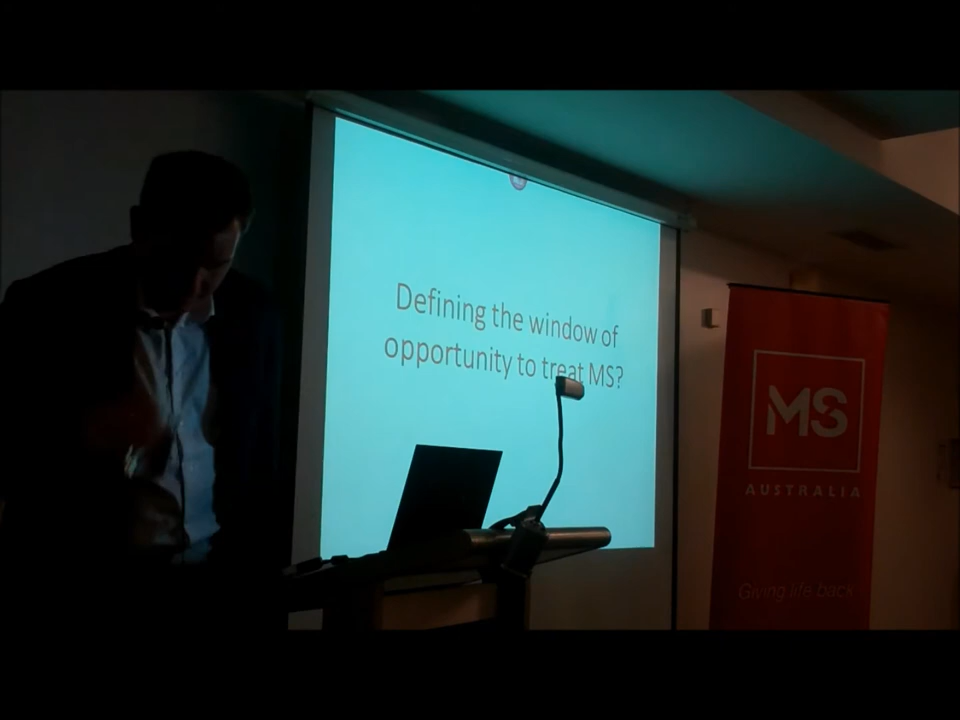 Defining the window of
opportunity to treat MS?
MS
AUSTRALIA
Giving life back